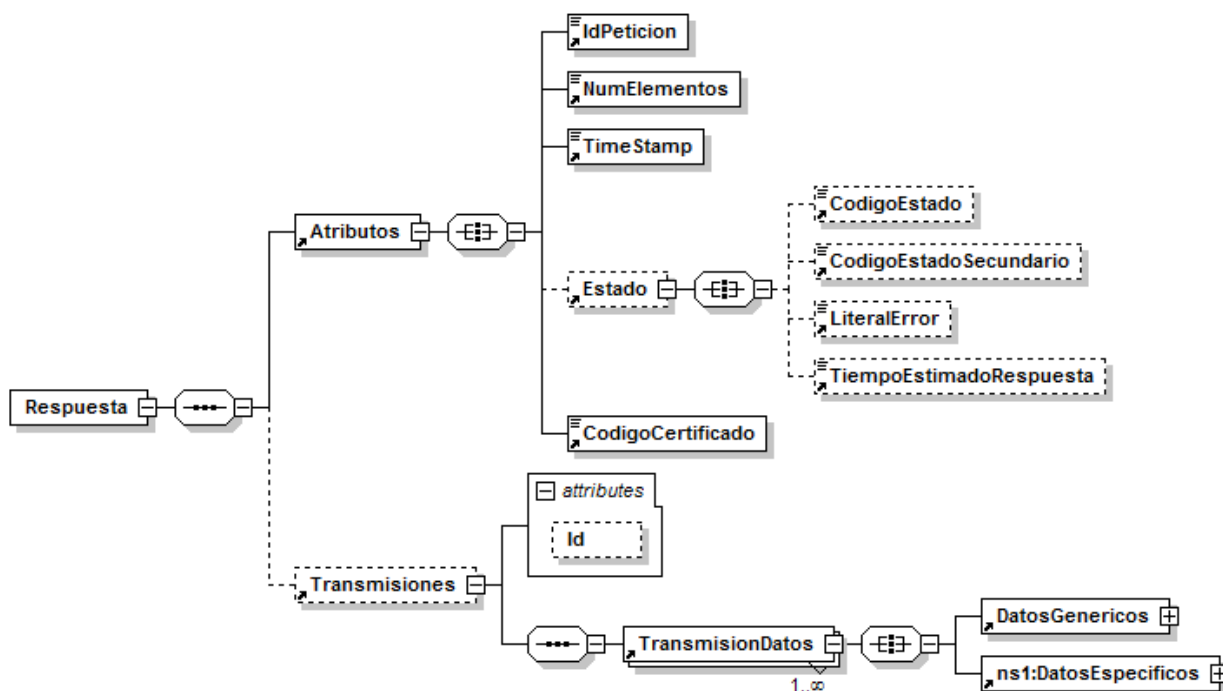 IdPeticion
NumElementos
TimeStamp
CodigoEstado
Atributos
CodigoEstadoSecundario
Estado
LiteralError
TiempoEstimadoRespuesta
Respuesta
CodigoCertificado
attributes
Id
Transmisiones
DatosGenericos
TransmisionDatos
ns1:DatosEspecificos
1..∞